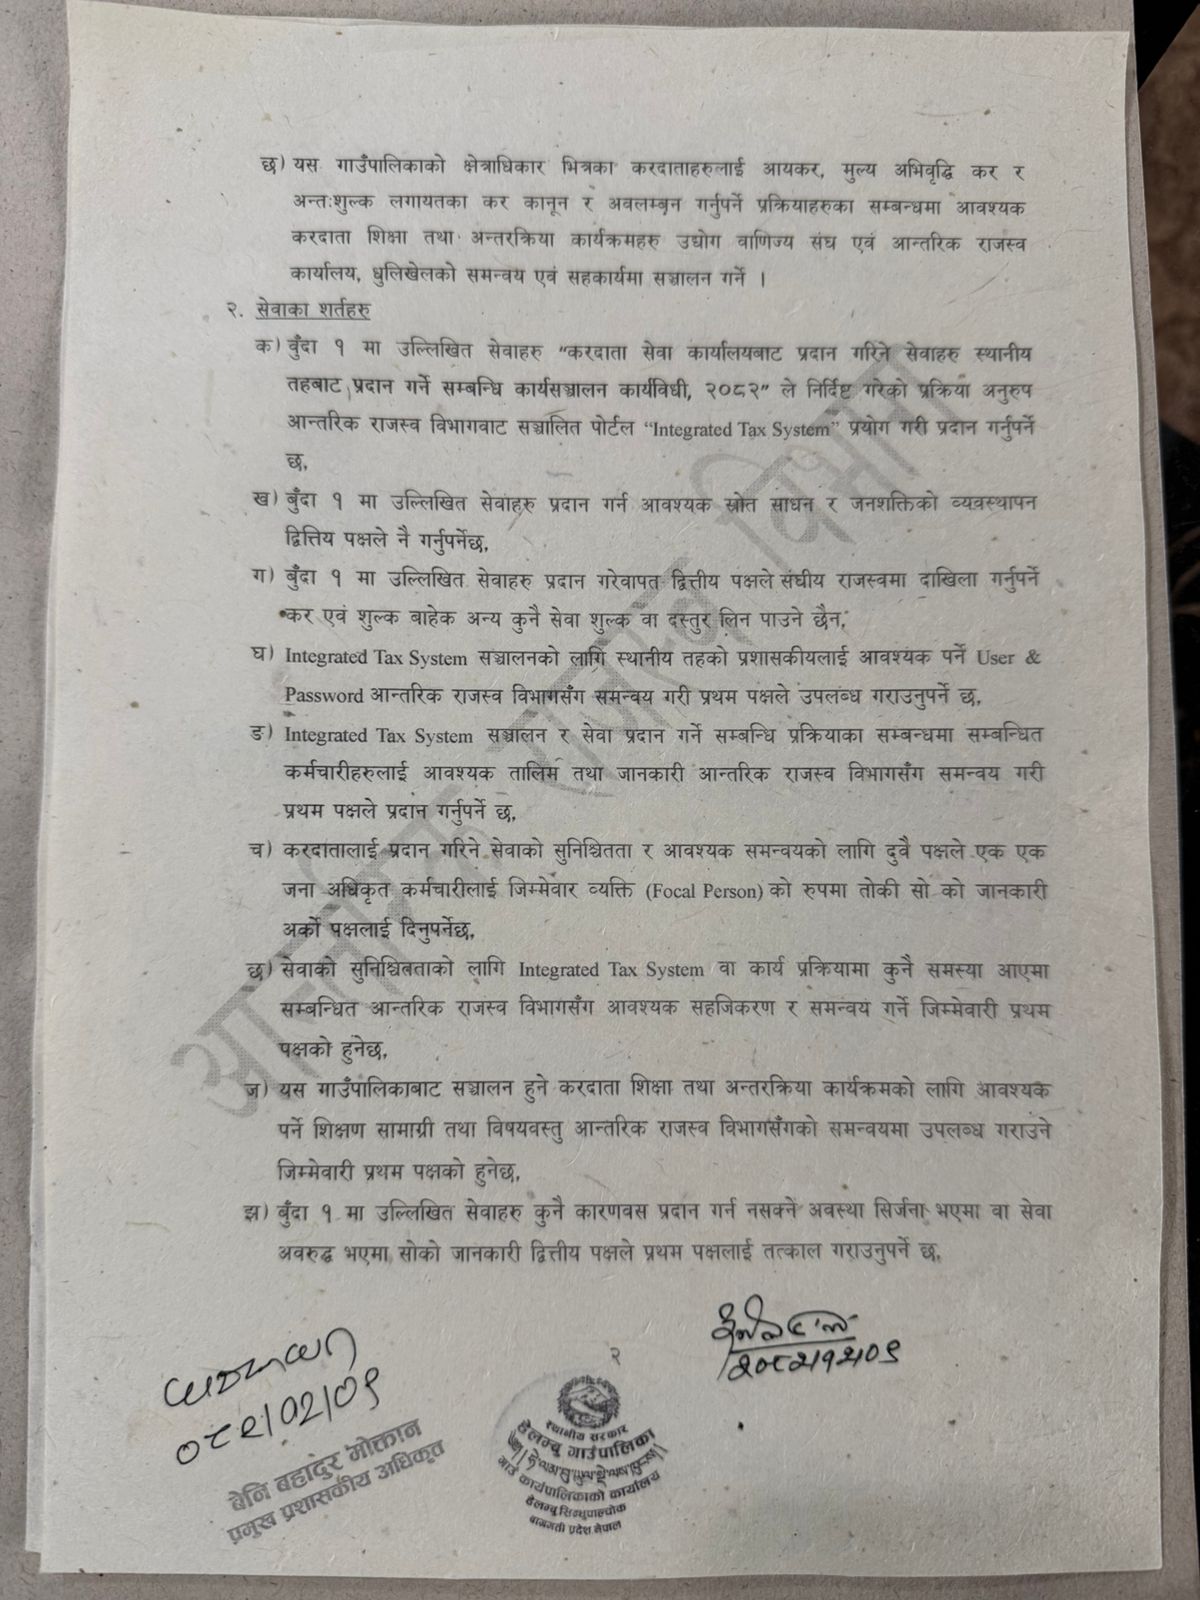 छ) यस गाउँपालिकाको क्षेत्राधिकार भित्रका करदाताहरुलाई आयकर, मुल्य अभिवृद्धि कर र
अन्तःशुल्क लगायतका कर कानून र अवलम्बन गर्नुपर्ने प्रक्रियाहरुका सम्बन्धमा आवश्यक
करदाता शिक्षा तथा अन्तरक्रिया कार्यक्रमहरु उद्योग वाणिज्य संघ एवं आन्तरिक राजस्व
कार्यालय, धुलिखेलको समन्वय एवं सहकार्यमा सञ्चालन गर्ने ।
२. सेवाका शर्तहरु
क) बुँदा १ मा उल्लिखित सेवाहरु "करदाता सेवा कार्यालयबाट प्रदान गरिने सेवाहरु स्थानीय
तहबाट प्रदान गर्ने सम्बन्धि कार्यसञ्चालन कार्यविधी, २०८२" ले निर्दिष्ट गरेको प्रक्रिया अनुरुप
आन्तरिक राजस्व विभागवाट सञ्चालित पोर्टल “Integrated Tax System” प्रयोग गरी प्रदान गर्नुपर्ने
छ,
ख) बुँदा १ मा उल्लिखित सेवाहरु प्रदान गर्न आवश्यक स्रोत साधन र जनशक्तिको व्यवस्थापन
द्वित्तिय पक्षले नै गर्नुपर्नेछ,
ग) बुँदा १ मा उल्लिखित सेवाहरु प्रदान गरेवापत द्वित्तीय पक्षले संघीय राजस्वमा दाखिला गर्नुपर्ने
कर एवं शुल्क बाहेक अन्य कुनै सेवा शुल्क वा दस्तुर लिन पाउने छैन,
घ) Integrated Tax System सञ्चालनको लागि स्थानीय तहको प्रशासकीयलाई आवश्यक पर्ने User &
Password आन्तरिक राजस्व विभागसँग समन्वय गरी प्रथम पक्षले उपलब्ध गराउनुपर्ने छ,
ङ) Integrated Tax System सञ्चालन र सेवा प्रदान गर्ने सम्बन्धि प्रक्रियाका सम्बन्धमा सम्बन्धित
कर्मचारीहरुलाई आवश्यक तालिम तथा जानकारी आन्तरिक राजस्व विभागसँग समन्वय गरी
प्रथम पक्षले प्रदान गर्नुपर्ने छ,
च) करदातालाई प्रदान गरिने सेवाको सुनिश्चितता र आवश्यक समन्वयको लागि दुवै पक्षले एक एक
जना अधिकृत कर्मचारीलाई जिम्मेवार व्यक्ति (Focal Person) को रुपमा तोकी सो को जानकारी
अर्को पक्षलाई दिनुपर्नेछ,
छ) सेवाको सुनिश्चितताको लागि Integrated Tax System वा कार्य प्रक्रियामा कुनै समस्या आएमा
सम्बन्धित आन्तरिक राजस्व विभागसँग आवश्यक सहजिकरण र समन्वय गर्ने जिम्मेवारी प्रथम
पक्षको हुनेछ,
ज) यस गाउँपालिकाबाट सञ्चालन हुने करदाता शिक्षा तथा अन्तरक्रिया कार्यक्रमको लागि आवश्यक
पर्ने शिक्षण सामाग्री तथा विषयवस्तु आन्तरिक राजस्व विभागसँगको समन्वयमा उपलब्ध गराउने
जिम्मेवारी प्रथम पक्षको हुनेछ,
झ) बुँदा १ मा उल्लिखित सेवाहरु कुनै कारणवस प्रदान गर्न नसक्ने अवस्था सिर्जना भएमा वा सेवा
अवरुद्ध भएमा सोको जानकारी द्वित्तीय पक्षले प्रथम पक्षलाई तत्काल गराउनुपर्ने छ,
आन्तरिक राजस्व विभाग
२
बेनि बहादुर मोक्तान
प्रमुख प्रशासकीय अधिकृत
स्थानीय सरकार
हेलम्बु गाउँपालिका
गाउँ कार्यपालिकाको कार्यालय
हेलम्बु सिन्धुपाल्चोक
बागमती प्रदेश नेपाल